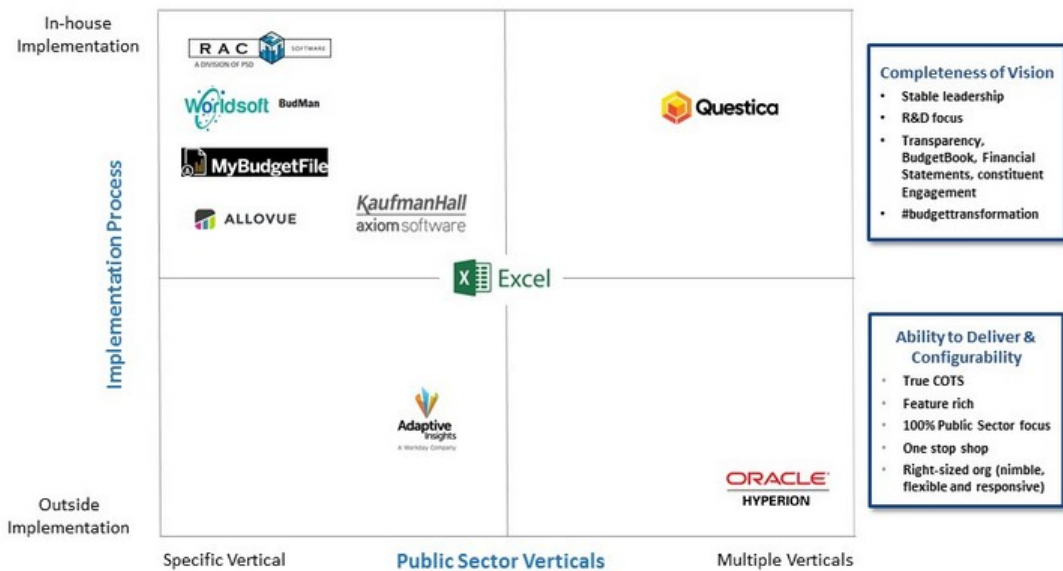 In-house
Implementation
RAC SOFTWARE
A DIVISION OF PSD
Worldsoft BudMan
MyBudgetFile
ALLOVUE
KaufmanHall
axiom software
Questica
Excel
Implementation Process
Adaptive
Insights
A Workday Company
ORACLE®
HYPERION
Outside
Implementation
Specific Vertical
Public Sector Verticals
Multiple Verticals
Completeness of Vision
• Stable leadership
• R&D focus
• Transparency,
BudgetBook, Financial
Statements, constituent
Engagement
• #budgettransformation
Ability to Deliver &
Configurability
• True COTS
• Feature rich
• 100% Public Sector focus
• One stop shop
• Right-sized org (nimble,
flexible and responsive)